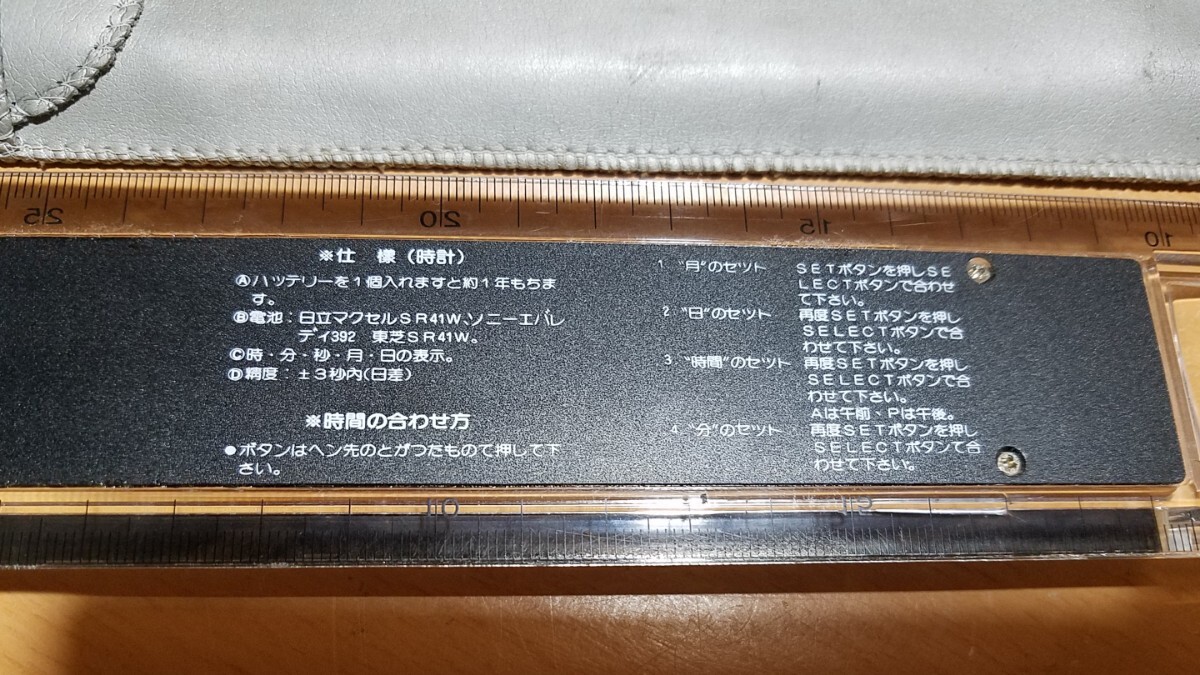 25 20 15 10
※仕 様(時計)
Ⓐハツテリーを1個入れますと約1年もちま
す。
Ⓑ電池:日立マクセルSR41W、ソニーエバレ
ディ392 東芝SR41W。
Ⓒ時・分・秒・月・日の表示。
Ⓓ精度:±3秒内(日差)
※時間の合わせ方
●ボタンはヘン先のとがつたものて押して下
さい。
1 "月"のセツト SETボタンを押しSE
LECTボタンで合わせ
て下さい。
2 "日"のセツト 再度SETボタンを押し
SELECTボタンで合
わせて下さい。
3 "時間"のセツト 再度SETボタンを押し
SELECTボタンで合
わせて下さい。
Aは午前・Pは午後。
4 "分"のセツト 再度SETボタンを押し
SELECTボタンて合
わせて下さい。
10